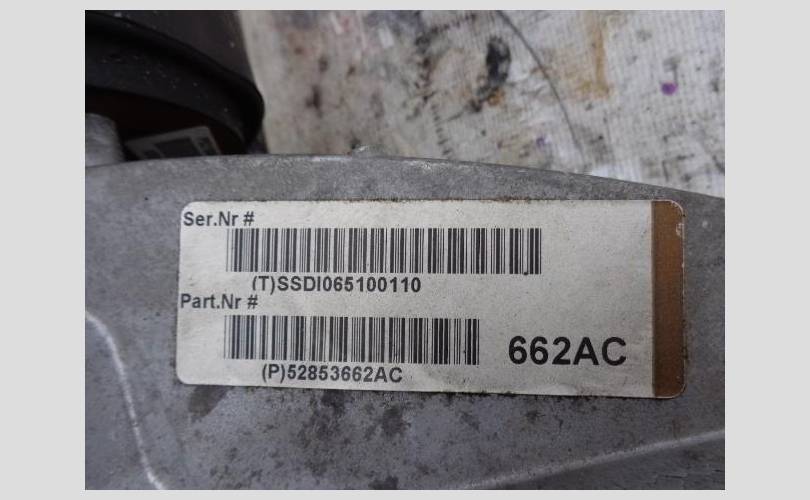 Ser.Nr #
(T)SSDI065100110
Part.Nr #
662AC
(P)52853662AC